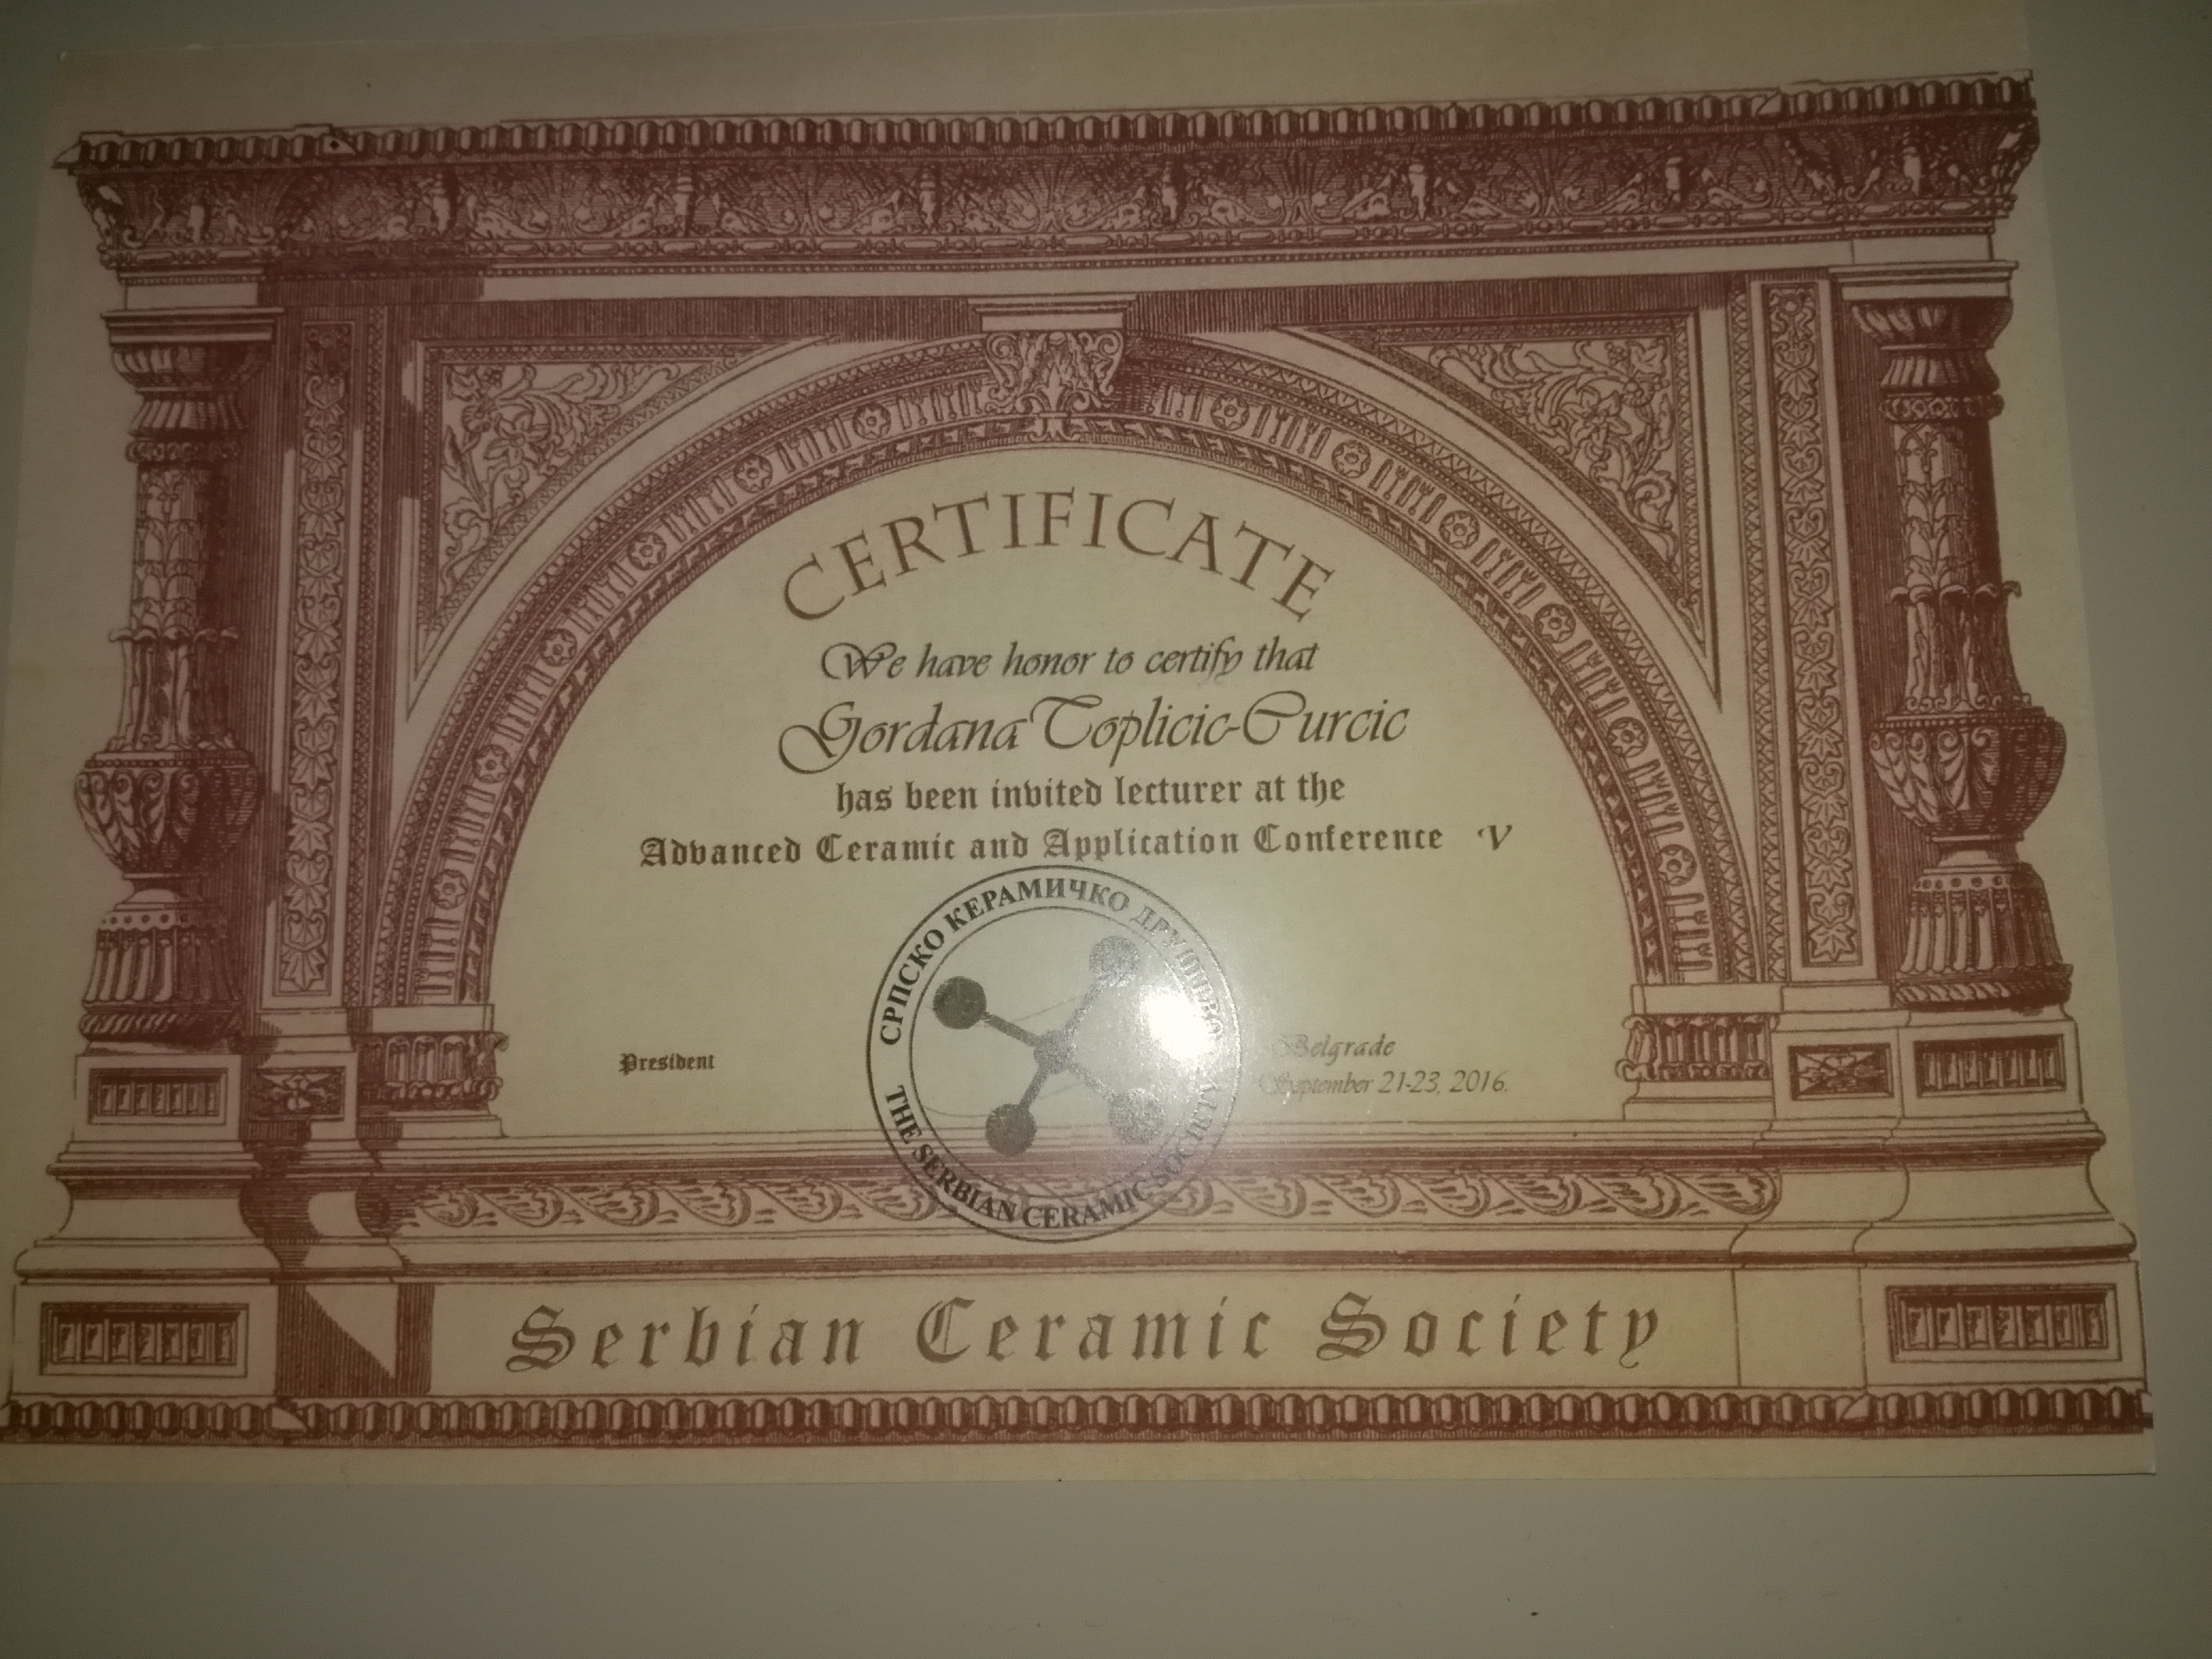 CERTIFICATE
We have honor to certify that
Gordana Toplicic-Curcic
has been invited lecturer at the
Advanced Ceramic and Application Conference V
СРПСКО КЕРАМИЧКО ДРУШТВО
THE SERBIAN CERAMIC SOCIETY
President
Belgrade
September 21-23, 2016.
Serbian Ceramic Society